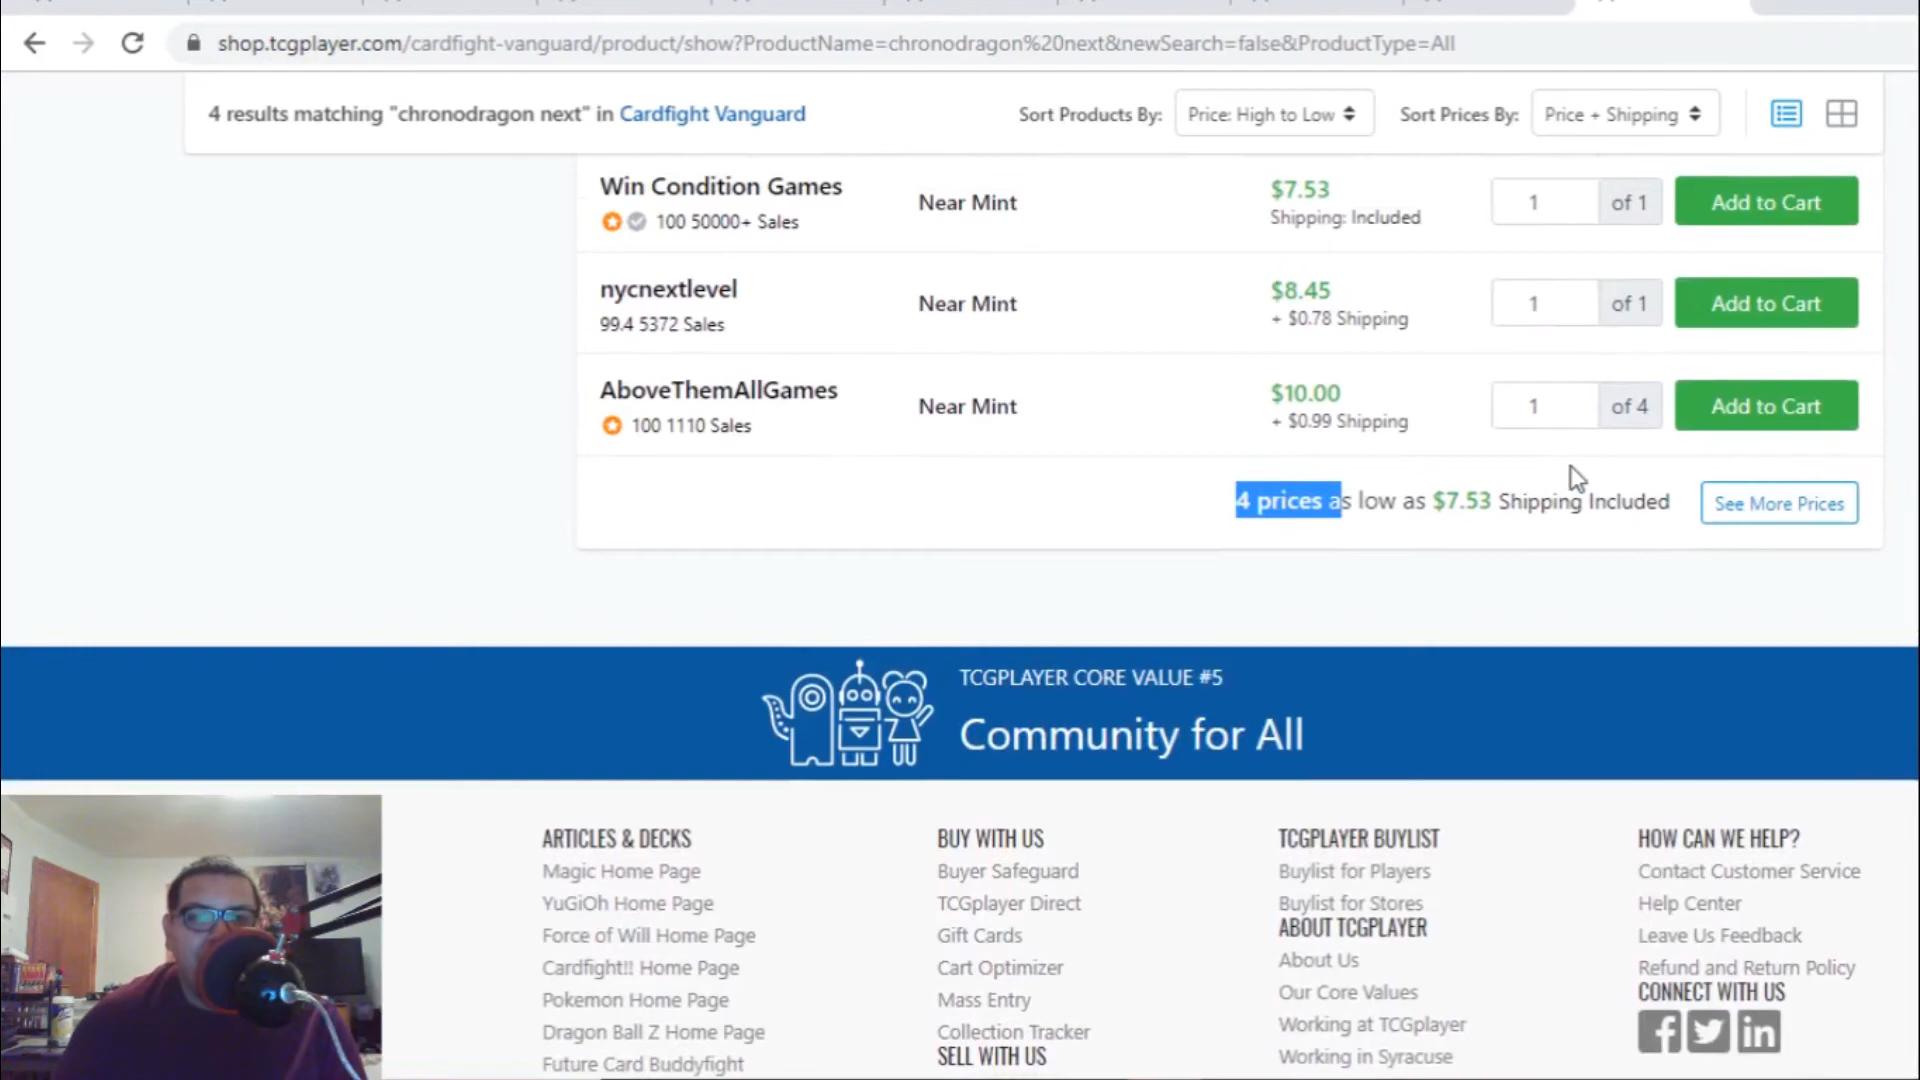 shop.tcgplayer.com/cardfight-vanguard/product/show?ProductName=chronodragon%20next&newSearch=false&ProductType=All
4 results matching "chronodragon next" in Cardfight Vanguard
Sort Products By: Price: High to Low
Sort Prices By: Price + Shipping
Win Condition Games
100 50000+ Sales
Near Mint
$7.53
Shipping: Included
1 of 1
Add to Cart
nycnextlevel
99.4 5372 Sales
Near Mint
$8.45
+ $0.78 Shipping
1 of 1
Add to Cart
AboveThemAllGames
100 1110 Sales
Near Mint
$10.00
+ $0.99 Shipping
1 of 4
Add to Cart
4 prices as low as $7.53 Shipping Included
See More Prices
TCGPLAYER CORE VALUE #5
Community for All
ARTICLES & DECKS
Magic Home Page
YuGiOh Home Page
Force of Will Home Page
Cardfight!! Home Page
Pokemon Home Page
Dragon Ball Z Home Page
Future Card Buddyfight
BUY WITH US
Buyer Safeguard
TCGplayer Direct
Gift Cards
Cart Optimizer
Mass Entry
Collection Tracker
SELL WITH US
TCGPLAYER BUYLIST
Buylist for Players
Buylist for Stores
ABOUT TCGPLAYER
About Us
Our Core Values
Working at TCGplayer
Working in Syracuse
HOW CAN WE HELP?
Contact Customer Service
Help Center
Leave Us Feedback
Refund and Return Policy
CONNECT WITH US